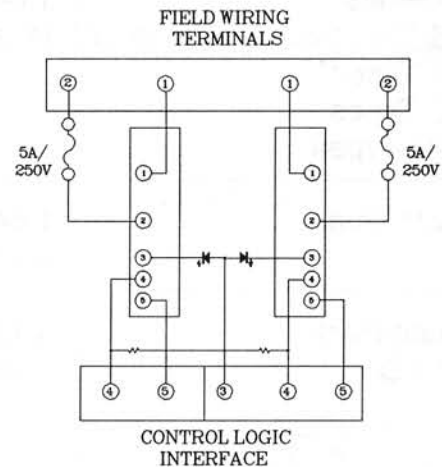 FIELD WIRING
TERMINALS
2 1 1 2
5A/
250V
5A/
250V
1 1
2 2
3 3
4 4
5 5
4 5 3 4 5
CONTROL LOGIC
INTERFACE